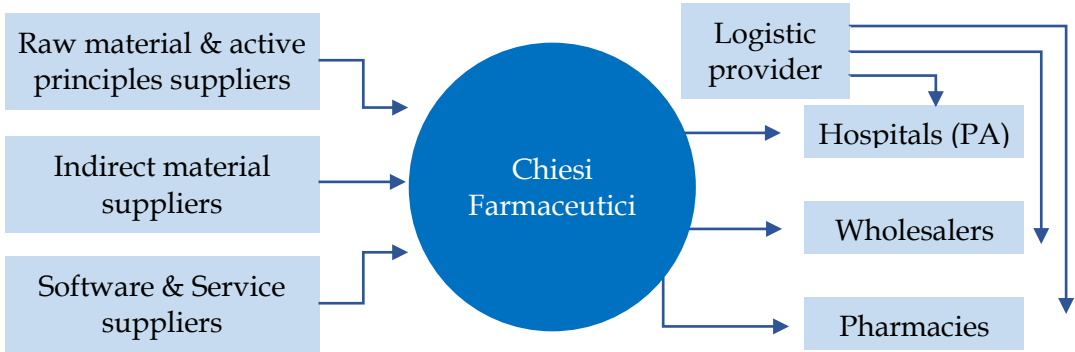 Raw material & active
principles suppliers
Indirect material
suppliers
Software & Service
suppliers
Chiesi
Farmaceutici
Logistic
provider
Hospitals (PA)
Wholesalers
Pharmacies